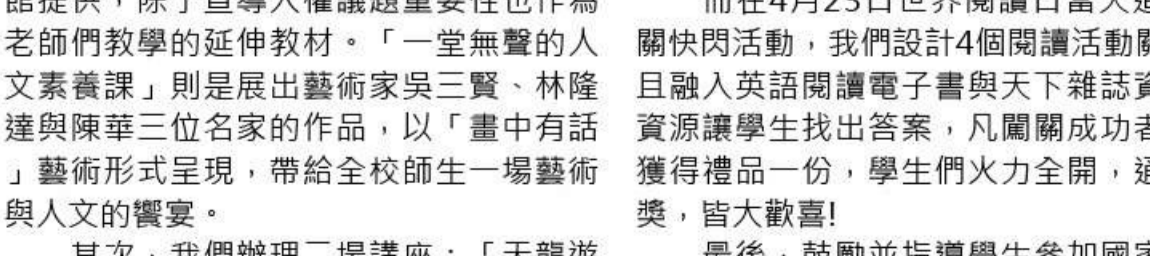 館提供，除了宣導人權議題重要性也作為
老師們教學的延伸教材。「一堂無聲的人
文素養課」則是展出藝術家吳三賢、林隆
達與陳華三位名家的作品，以「畫中有話
」藝術形式呈現，帶給全校師生一場藝術
與人文的饗宴。
其次，我們辦理二場講座：「天龍遊
而在4月23日世界閱讀日當天
關快閃活動，我們設計4個閱讀活動
且融入英語閱讀電子書與天下雜誌資
資源讓學生找出答案，凡闖關成功者
獲得禮品一份，學生們火力全開，通
獎，皆大歡喜!
最後，鼓勵並指導學生參加國家